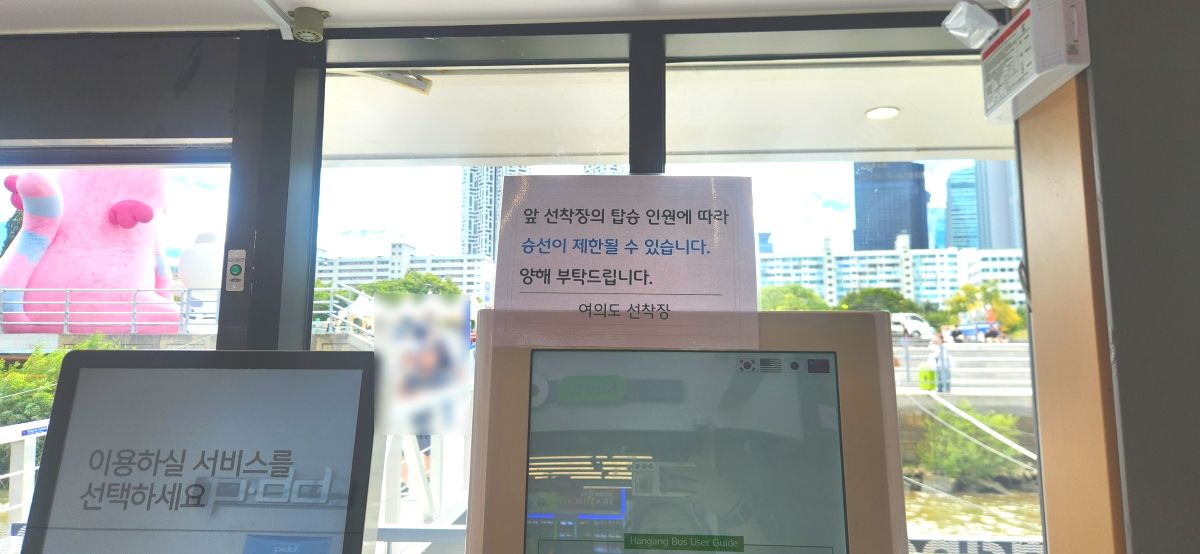 앞 선착장의 탑승 인원에 따라
승선이 제한될 수 있습니다.
양해 부탁드립니다.
여의도 선착장
이용하실 서비스를
선택하세요
Hangang Bus User Guide